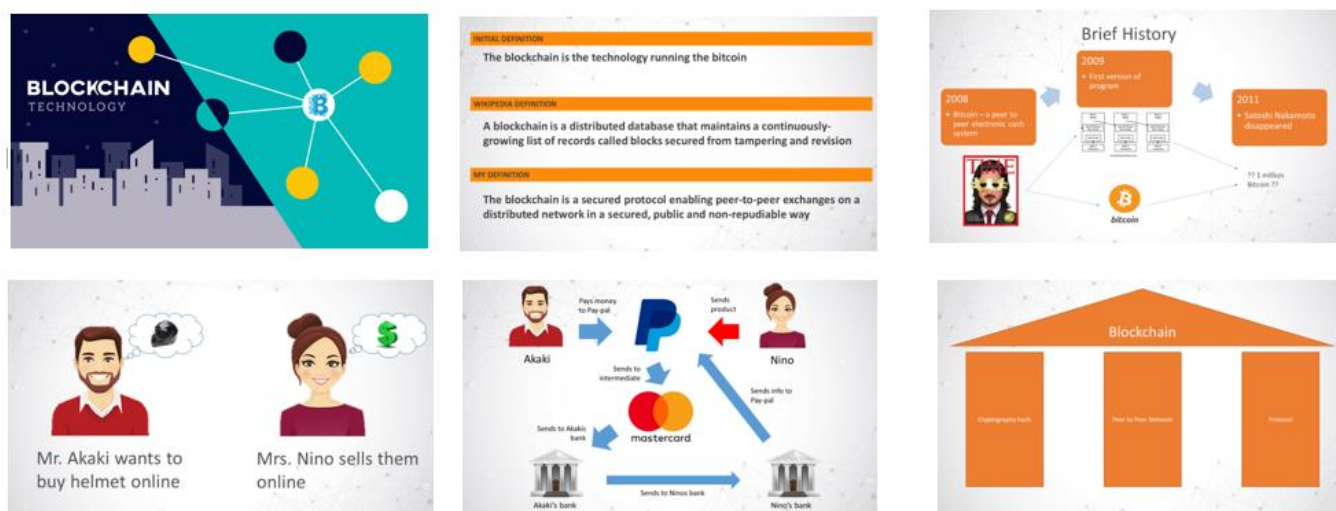 BLOCKCHAIN
TECHNOLOGY
INITIAL DEFINITION
The blockchain is the technology running the bitcoin
WIKIPEDIA DEFINITION
A blockchain is a distributed database that maintains a continuously-
growing list of records called blocks secured from tampering and revision
MY DEFINITION
The blockchain is a secured protocol enabling peer-to-peer exchanges on a
distributed network in a secured, public and non-repudiable way
Brief History
2008
• Bitcoin – a peer to
peer electronic cash
system
2009
• First version of
program
2011
• Satoshi Nakamoto
disappeared
TIME
bitcoin
?? 1 million
Bitcoin ??
Mr. Akaki wants to
buy helmet online
Mrs. Nino sells them
online
Akaki
Pays money
to Pay-pal
Sends
product
Nino
Sends to
intermediate
mastercard
Sends info to
Pay-pal
Sends to Akakis
bank
Akaki's bank
Sends to Ninos bank
Nino's bank
Blockchain
Cryptography hash
Peer to Peer Network
Protocol